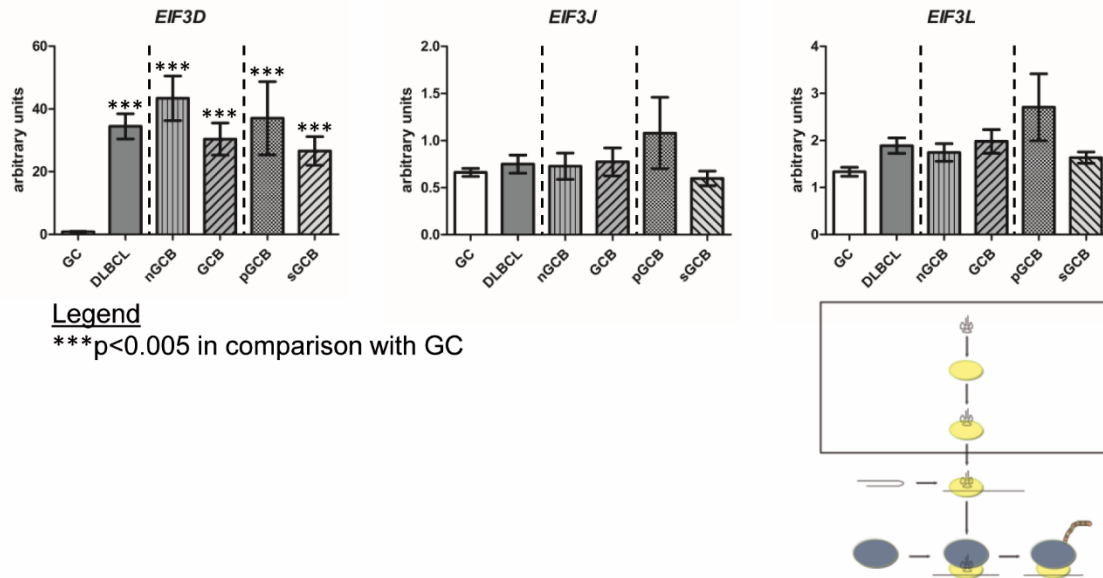 EIF3D
EIF3J
EIF3L
arbitrary units
60
40
20
0
***
***
***
***
***
GC
DLBCL
nGCB
GCB
pGCB
sGCB
arbitrary units
2.0
1.5
1.0
0.5
0.0
GC
DLBCL
nGCB
GCB
pGCB
sGCB
arbitrary units
4
3
2
1
0
GC
DLBCL
nGCB
GCB
pGCB
sGCB
Legend
***p<0.005 in comparison with GC